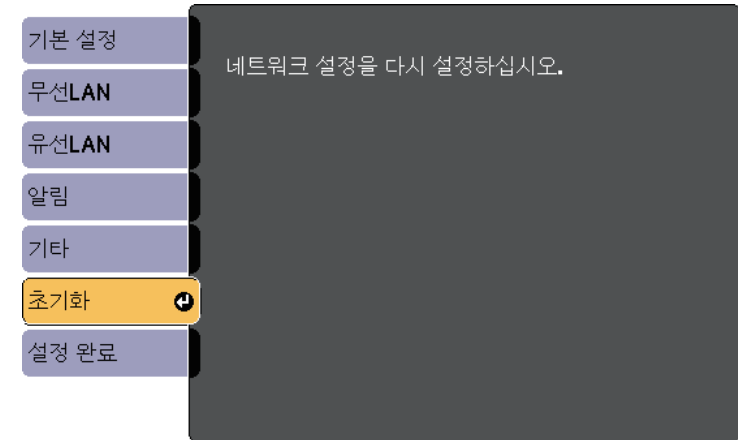 기본 설정
무선LAN
유선LAN
알림
기타
초기화
설정 완료
네트워크 설정을 다시 설정하십시오.